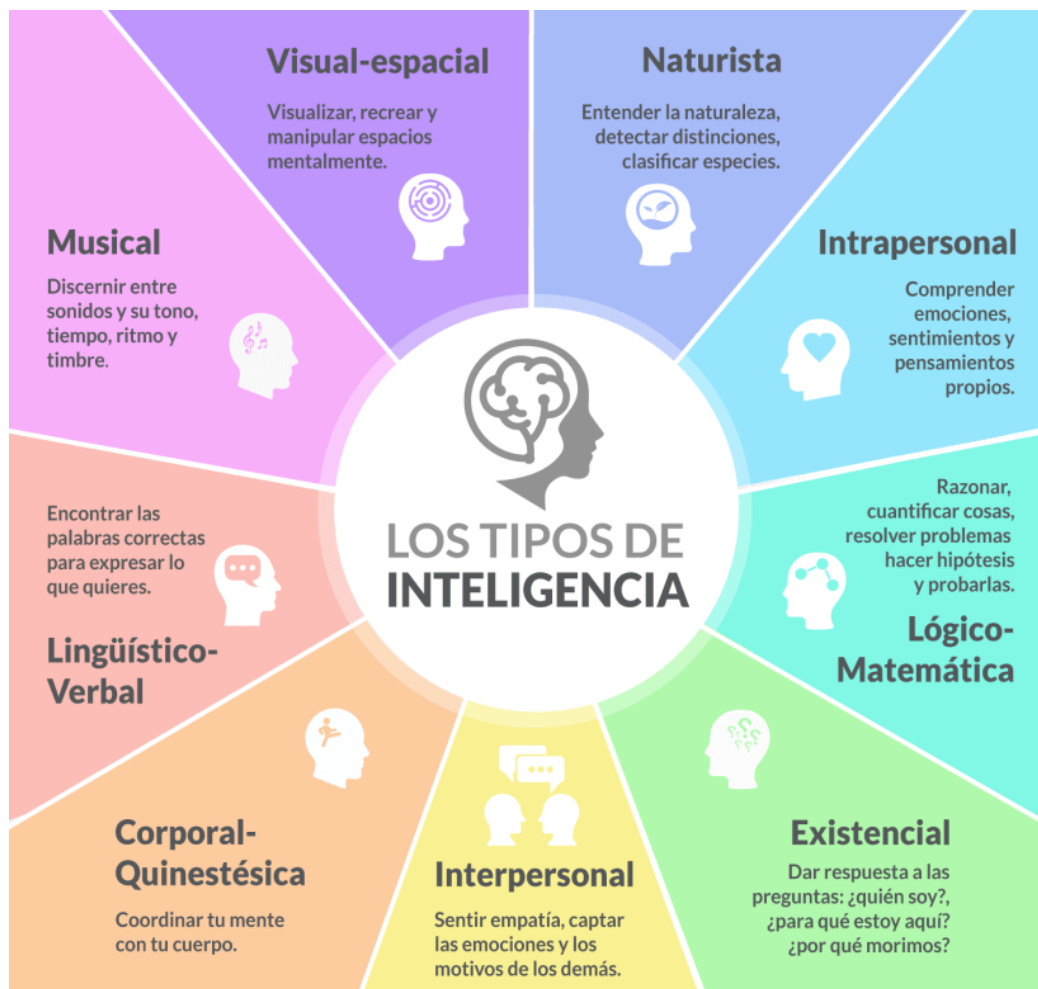 Visual-espacial
Visualizar, recrear y
manipular espacios
mentalmente.
Naturista
Entender la naturaleza,
detectar distinciones,
clasificar especies.
Musical
Discernir entre
sonidos y su tono,
tiempo, ritmo y
timbre.
Intrapersonal
Comprender
emociones,
sentimientos y
pensamientos
propios.
LOS TIPOS DE
INTELIGENCIA
Encontrar las
palabras correctas
para expresar lo
que quieres.
Lingüístico-
Verbal
Razonar,
cuantificar cosas,
resolver problemas
hacer hipótesis
y probarlas.
Lógico-
Matemática
Corporal-
Quinestésica
Coordinar tu mente
con tu cuerpo.
Interpersonal
Sentir empatía, captar
las emociones y los
motivos de los demás.
Existencial
Dar respuesta a las
preguntas: ¿quién soy?,
¿para qué estoy aquí?
¿por qué morimos?